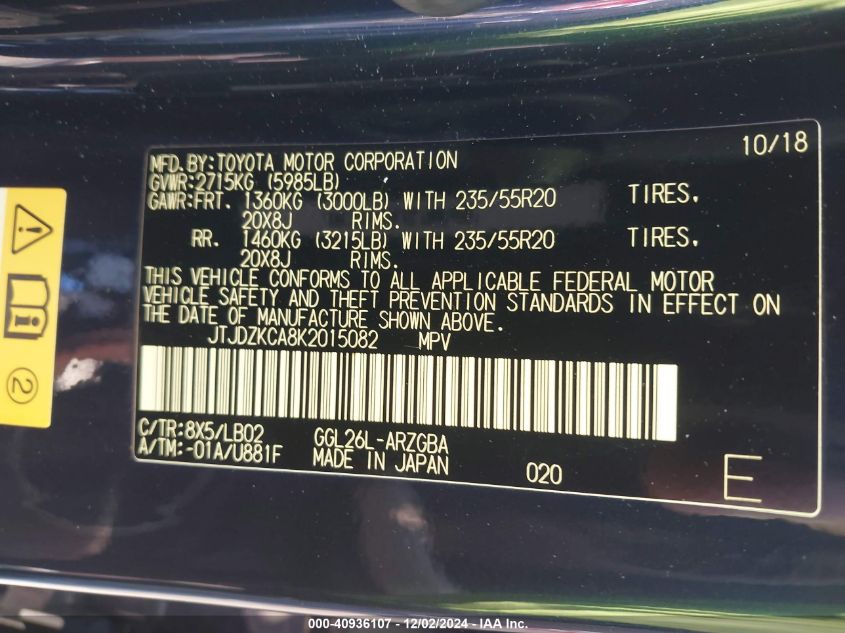 10/18
MFD. BY: TOYOTA MOTOR CORPORATION
GVWR: 2715KG (5985LB)
GAWR: FRT. 1360KG (3000LB) WITH 235/55R20 TIRES,
20X8J RIMS.
RR. 1460KG (3215LB) WITH 235/55R20 TIRES,
20X8J RIMS.
THIS VEHICLE CONFORMS TO ALL APPLICABLE FEDERAL MOTOR
VEHICLE SAFETY AND THEFT PREVENTION STANDARDS IN EFFECT ON
THE DATE OF MANUFACTURE SHOWN ABOVE.
JTJDZKCA8K2015082 MPV
C/TR: 8X5/LB02 GGL26L-ARZGBA
A/TM: -01A/U881F MADE IN JAPAN 020 E
2
000-40936107 - 12/02/2024 - IAA Inc.